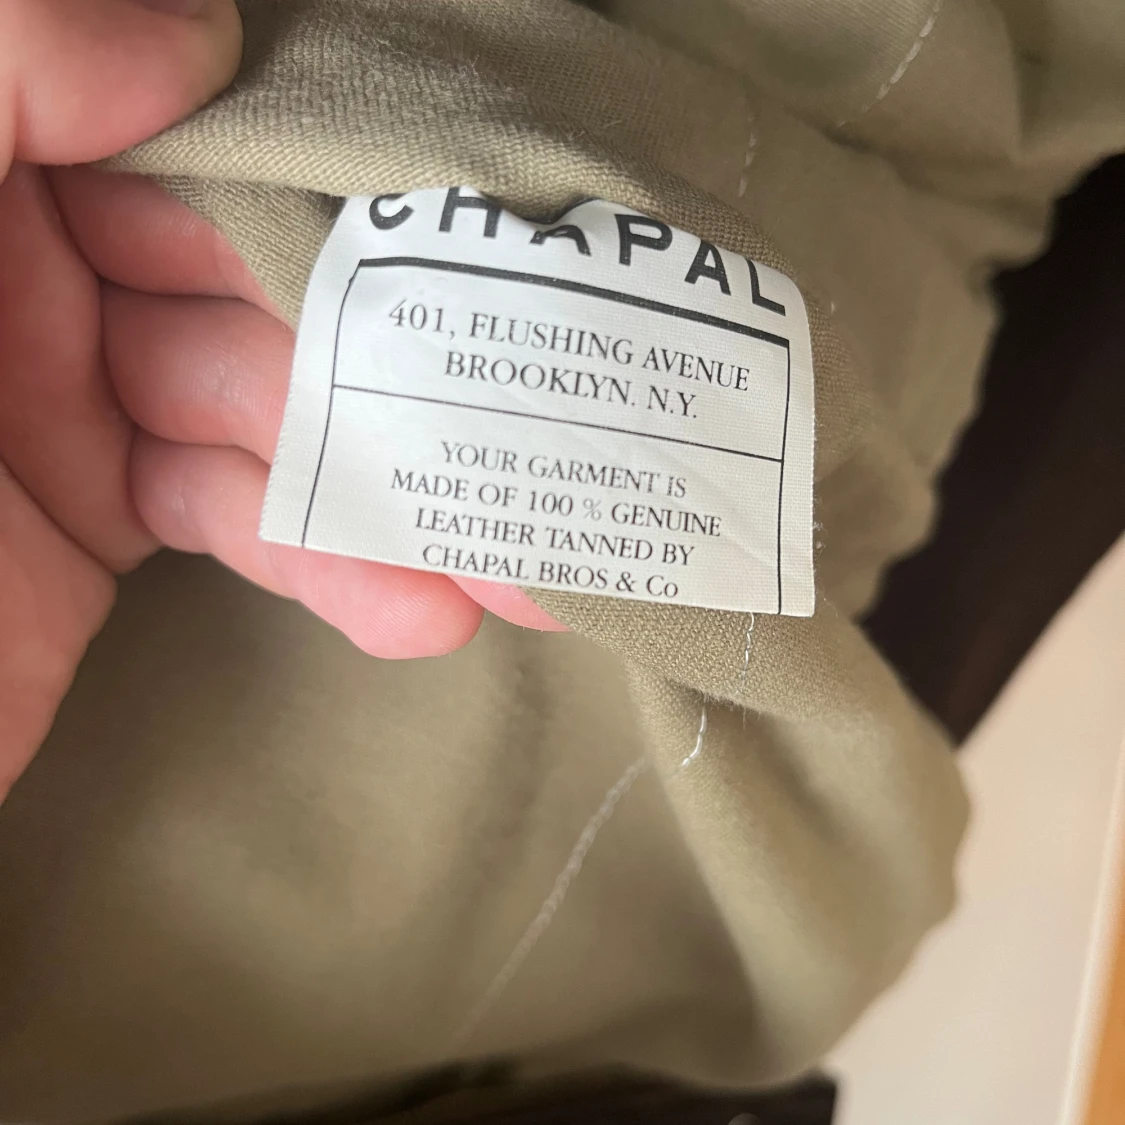 CHAPAL
401, FLUSHING AVENUE
BROOKLYN. N.Y.
YOUR GARMENT IS
MADE OF 100 % GENUINE
LEATHER TANNED BY
CHAPAL BROS & Co